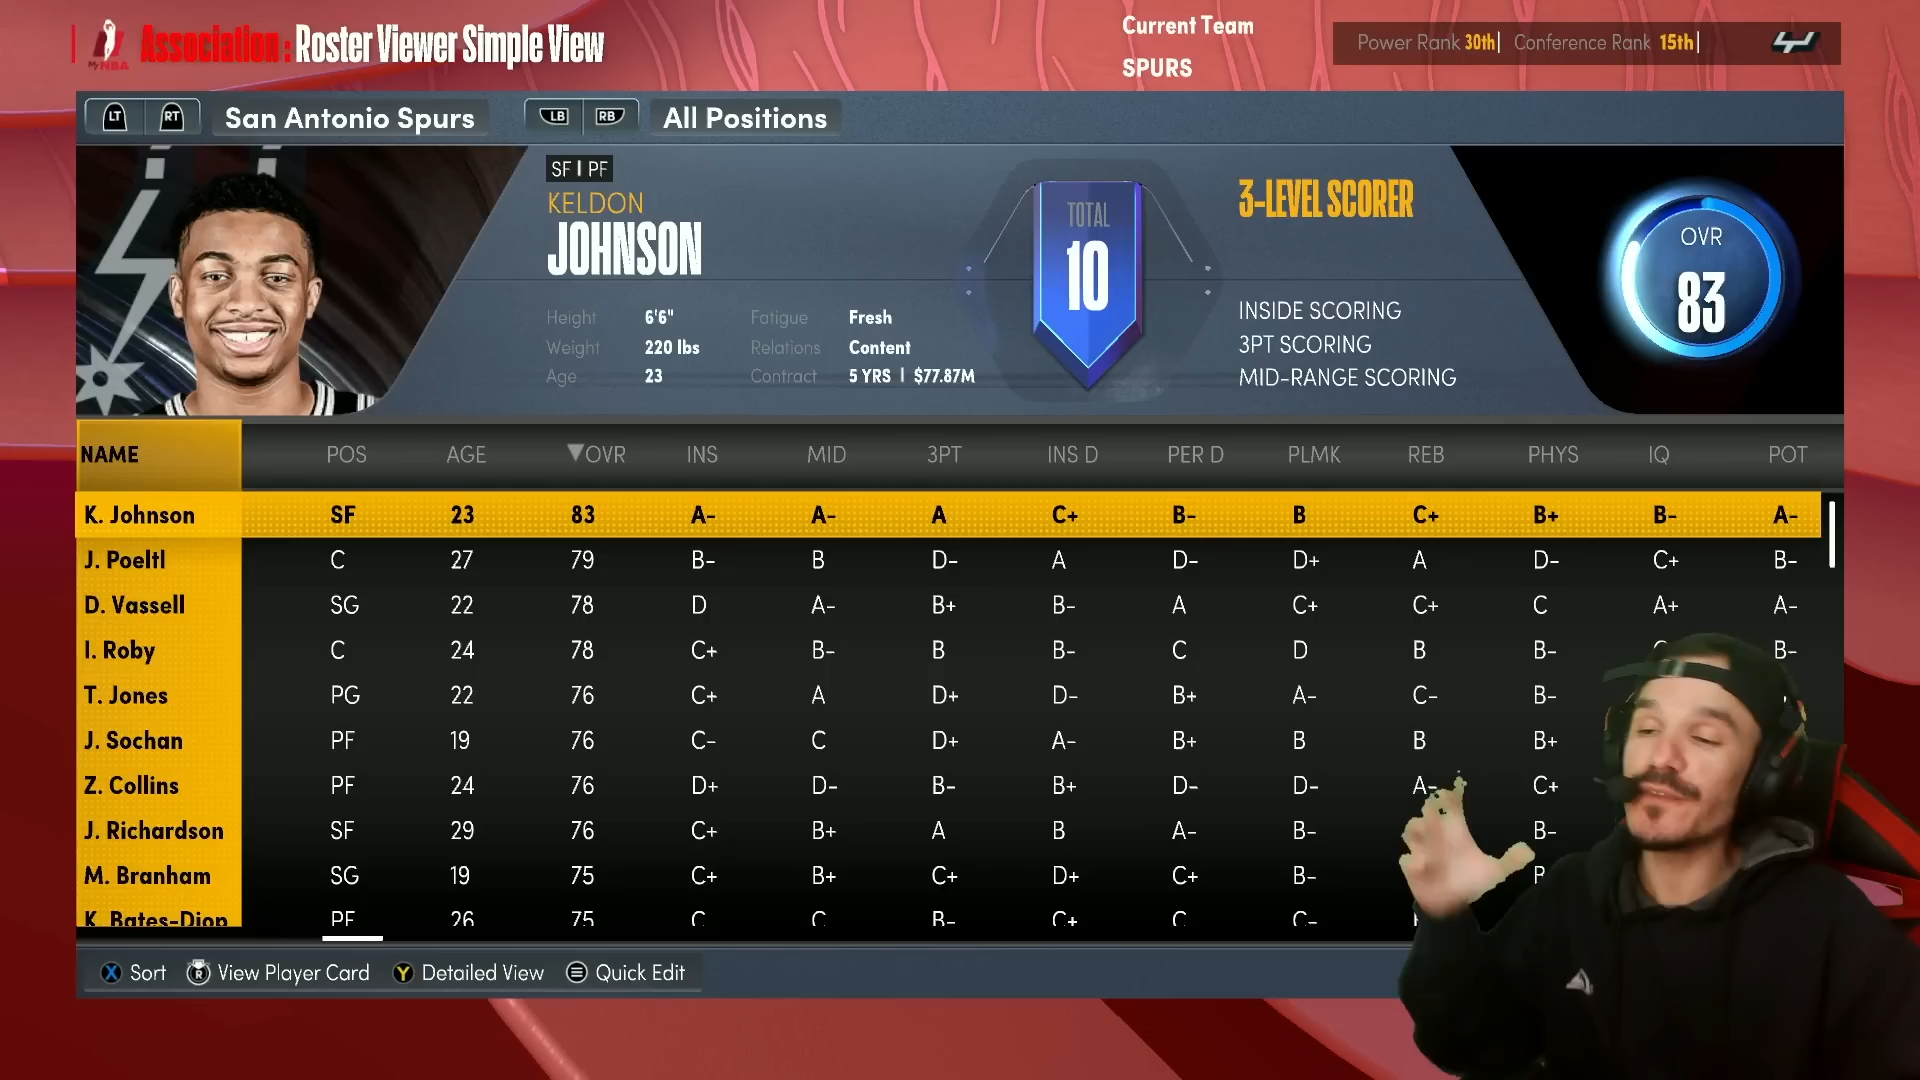 MyNBA
Association: Roster Viewer Simple View
Current Team
SPURS
Power Rank 30th| Conference Rank 15th|
LT RT San Antonio Spurs LB RB All Positions
SF | PF
KELDON
JOHNSON
Height 6'6" Fatigue Fresh
Weight 220 lbs Relations Content
Age 23 Contract 5 YRS | $77.87M
TOTAL
10
3-LEVEL SCORER
INSIDE SCORING
3PT SCORING
MID-RANGE SCORING
OVR
83
NAME POS AGE ▼OVR INS MID 3PT INS D PER D PLMK REB PHYS IQ POT
K. Johnson SF 23 83 A- A- A C+ B- B C+ B+ B- A-
J. Poeltl C 27 79 B- B D- A D- D+ A D- C+ B-
D. Vassell SG 22 78 D A- B+ B- A C+ C+ C A+ A-
I. Roby C 24 78 C+ B- B B- C D B B- B-
T. Jones PG 22 76 C+ A D+ D- B+ A- C- B-
J. Sochan PF 19 76 C- C D+ A- B+ B B B+
Z. Collins PF 24 76 D+ D- B- B+ D- D- A- C+
J. Richardson SF 29 76 C+ B+ A B A- B- B-
M. Branham SG 19 75 C+ B+ C+ D+ C+ B-
K. Bates-Diop PF 26 75 C C B- C+ C C-
X Sort R View Player Card Y Detailed View Quick Edit